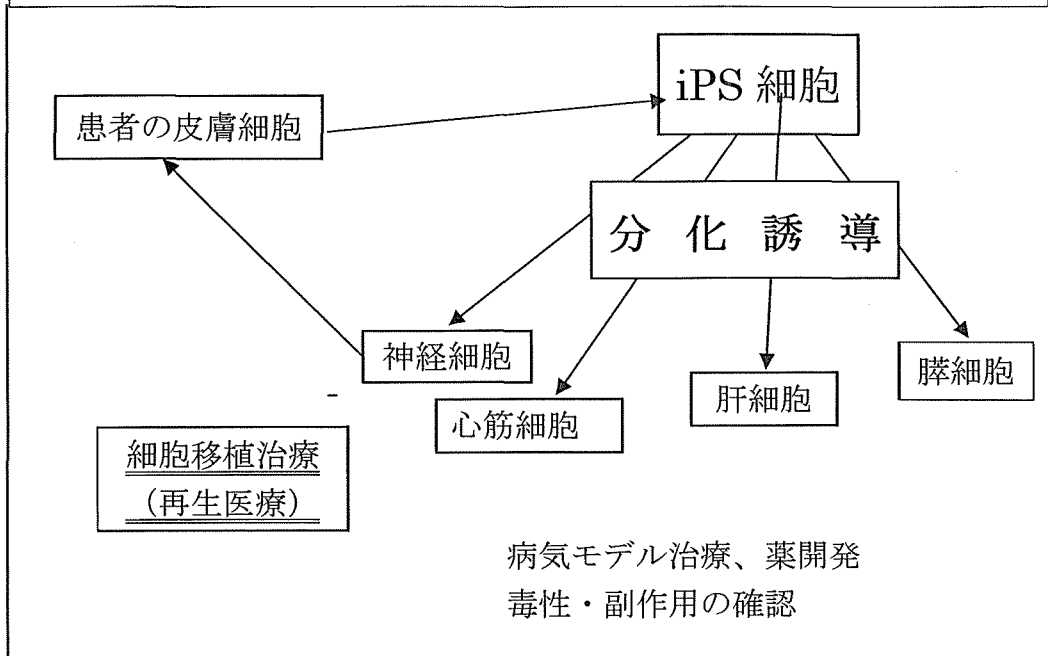 iPS 細胞
患者の皮膚細胞
分 化 誘 導
神経細胞
膵細胞
肝細胞
心筋細胞
細胞移植治療
（再生医療）
病気モデル治療、薬開発
毒性・副作用の確認